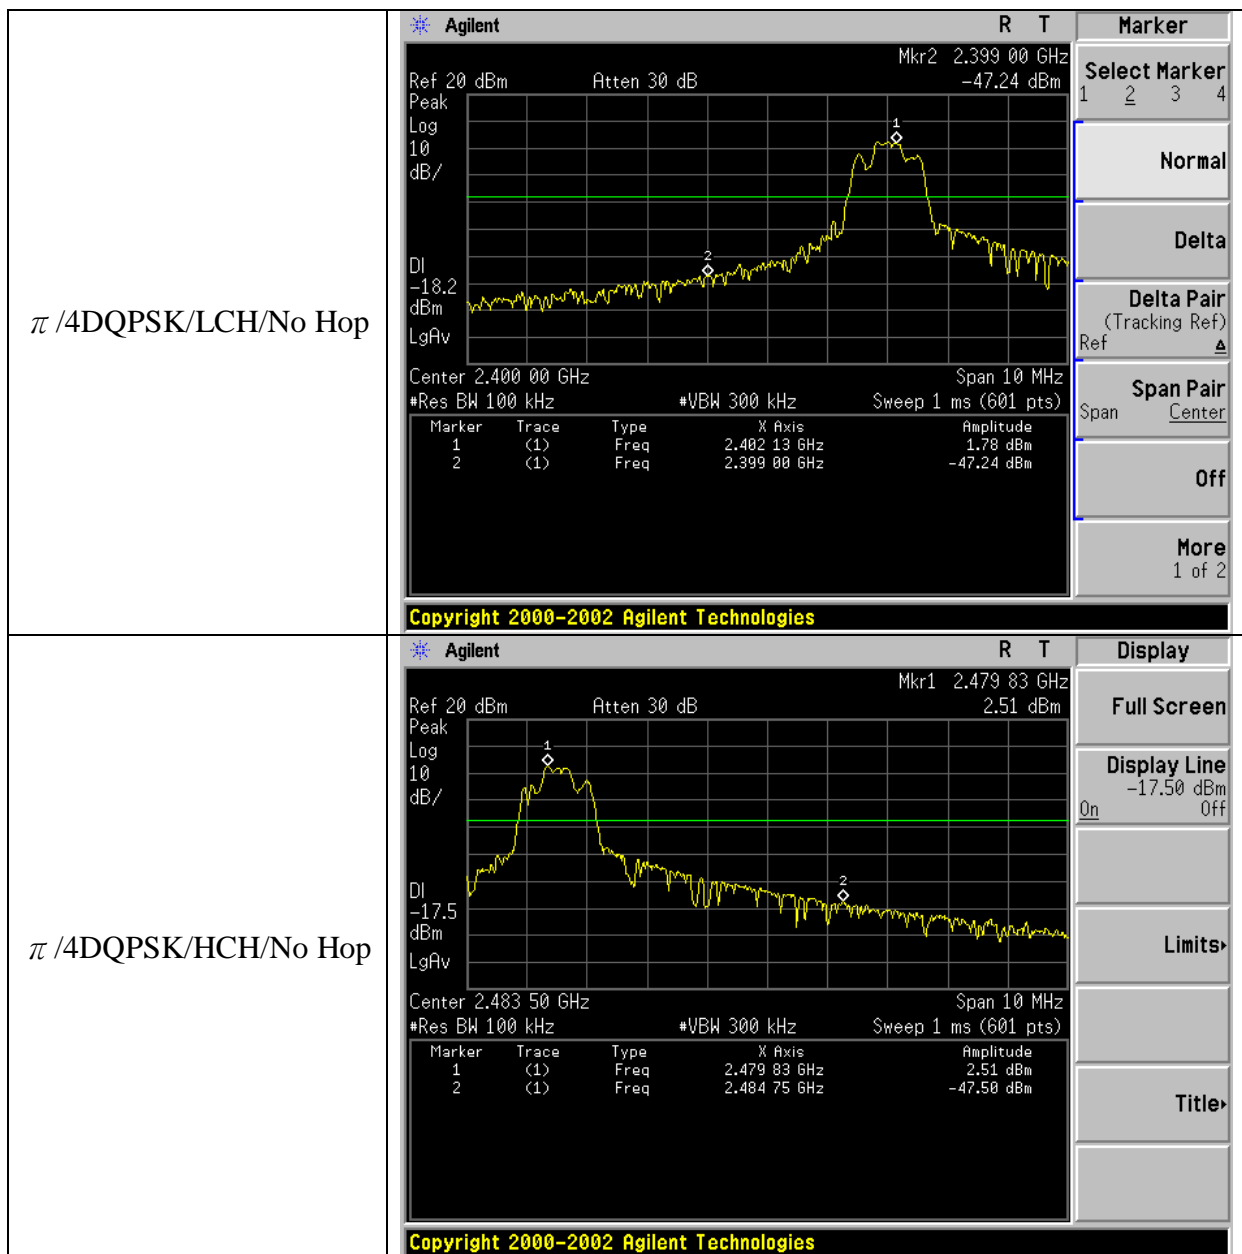 π/4DQPSK/LCH/No Hop
Agilent R T
Mkr2 2.399 00 GHz
Ref 20 dBm Atten 30 dB -47.24 dBm
Peak
Log
10
dB/
1
2
DI
-18.2
dBm
LgAv
Center 2.400 00 GHz Span 10 MHz
#Res BW 100 kHz #VBW 300 kHz Sweep 1 ms (601 pts)
Marker Trace Type X Axis Amplitude
1 (1) Freq 2.402 13 GHz 1.78 dBm
2 (1) Freq 2.399 00 GHz -47.24 dBm
Copyright 2000-2002 Agilent Technologies
Marker
Select Marker
1 2 3 4
Normal
Delta
Delta Pair
(Tracking Ref)
Ref Δ
Span Pair
Span Center
Off
More
1 of 2
π/4DQPSK/HCH/No Hop
Agilent R T
Mkr1 2.479 83 GHz
Ref 20 dBm Atten 30 dB 2.51 dBm
Peak
Log
10
dB/
1
2
DI
-17.5
dBm
LgAv
Center 2.483 50 GHz Span 10 MHz
#Res BW 100 kHz #VBW 300 kHz Sweep 1 ms (601 pts)
Marker Trace Type X Axis Amplitude
1 (1) Freq 2.479 83 GHz 2.51 dBm
2 (1) Freq 2.484 75 GHz -47.50 dBm
Copyright 2000-2002 Agilent Technologies
Display
Full Screen
Display Line
-17.50 dBm
On Off
Limits▸
Title▸